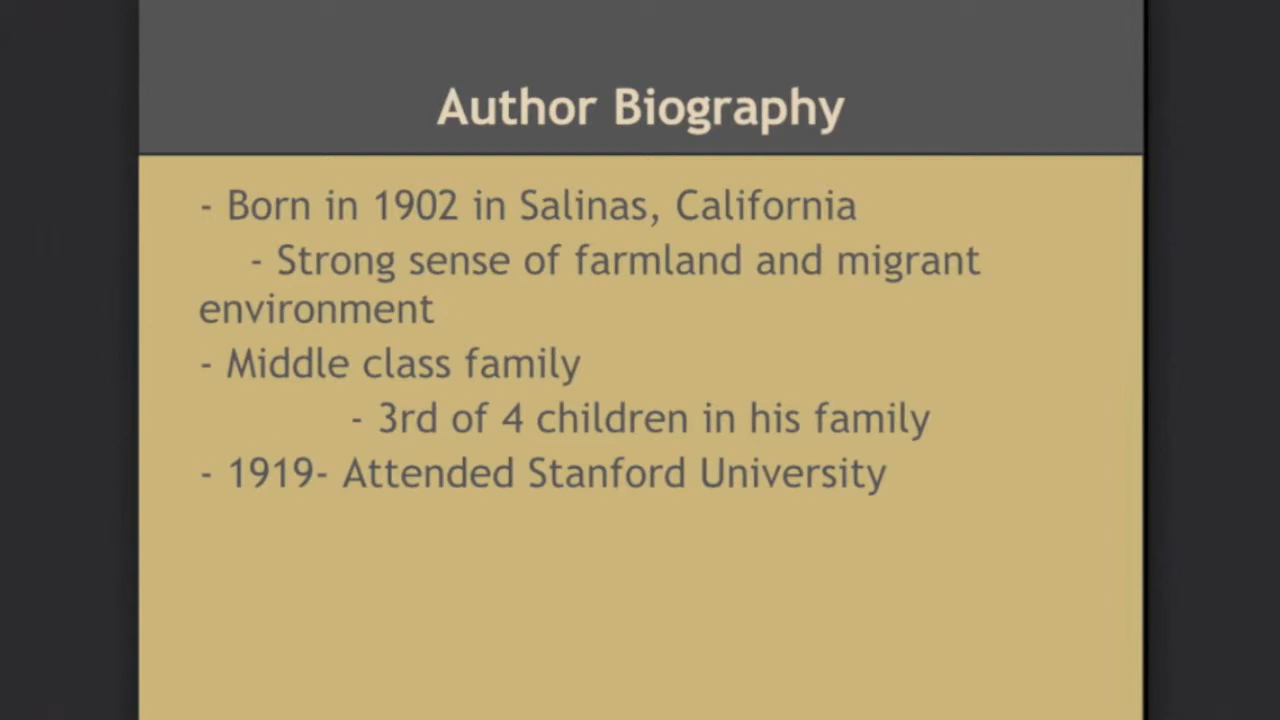 Author Biography
- Born in 1902 in Salinas, California
- Strong sense of farmland and migrant
environment
- Middle class family
- 3rd of 4 children in his family
- 1919- Attended Stanford University